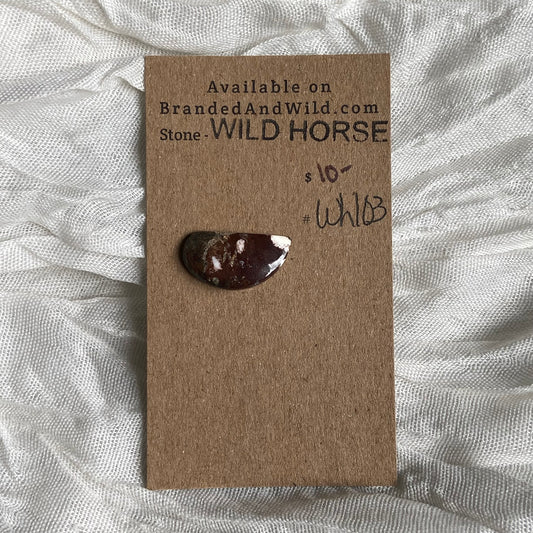 Available on
BrandedAndWild.com
Stone - WILD HORSE
$ 10-
# Wh103